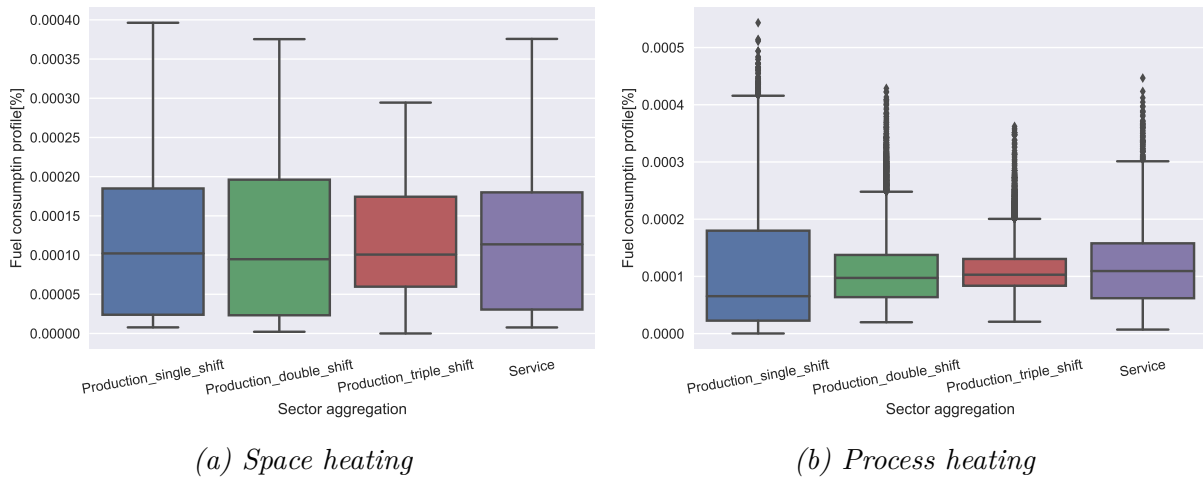 0.00040
0.00035
0.00030
0.00025
0.00020
0.00015
0.00010
0.00005
0.00000
Fuel consumptin profile[%]
Production_single_shift
Production_double_shift
Production_triple_shift
Service
Sector aggregation
(a) Space heating
0.0005
0.0004
0.0003
0.0002
0.0001
0.0000
Fuel consumptin profile[%]
Production_single_shift
Production_double_shift
Production_triple_shift
Service
Sector aggregation
(b) Process heating